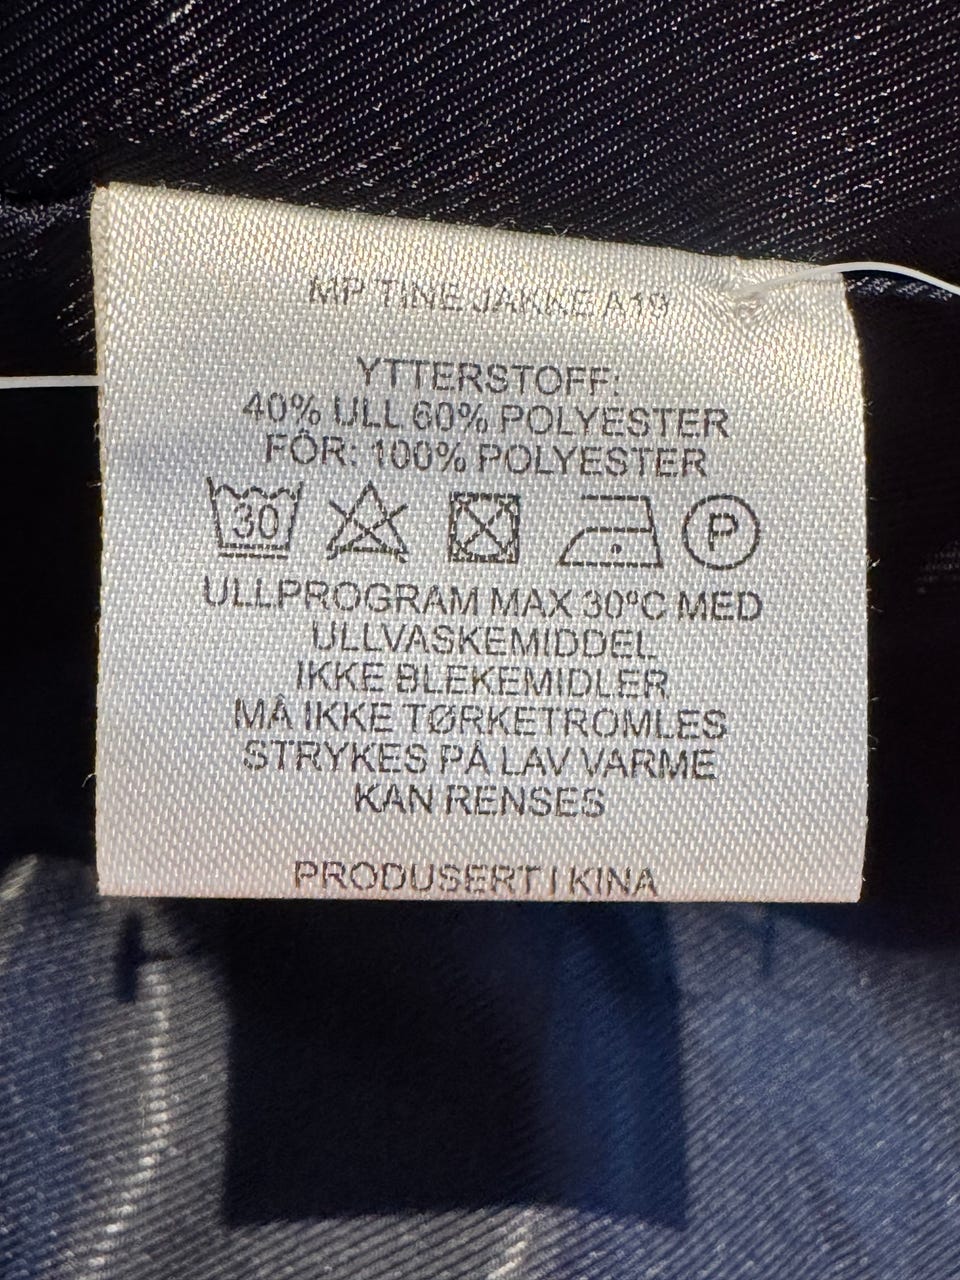 MP TINE JAKKE A19
YTTERSTOFF:
40% ULL 60% POLYESTER
FÔR: 100% POLYESTER
30 P
ULLPROGRAM MAX 30ºC MED
ULLVASKEMIDDEL
IKKE BLEKEMIDLER
MÅ IKKE TØRKETROMLES
STRYKES PÅ LAV VARME
KAN RENSES
PRODUSERT I KINA